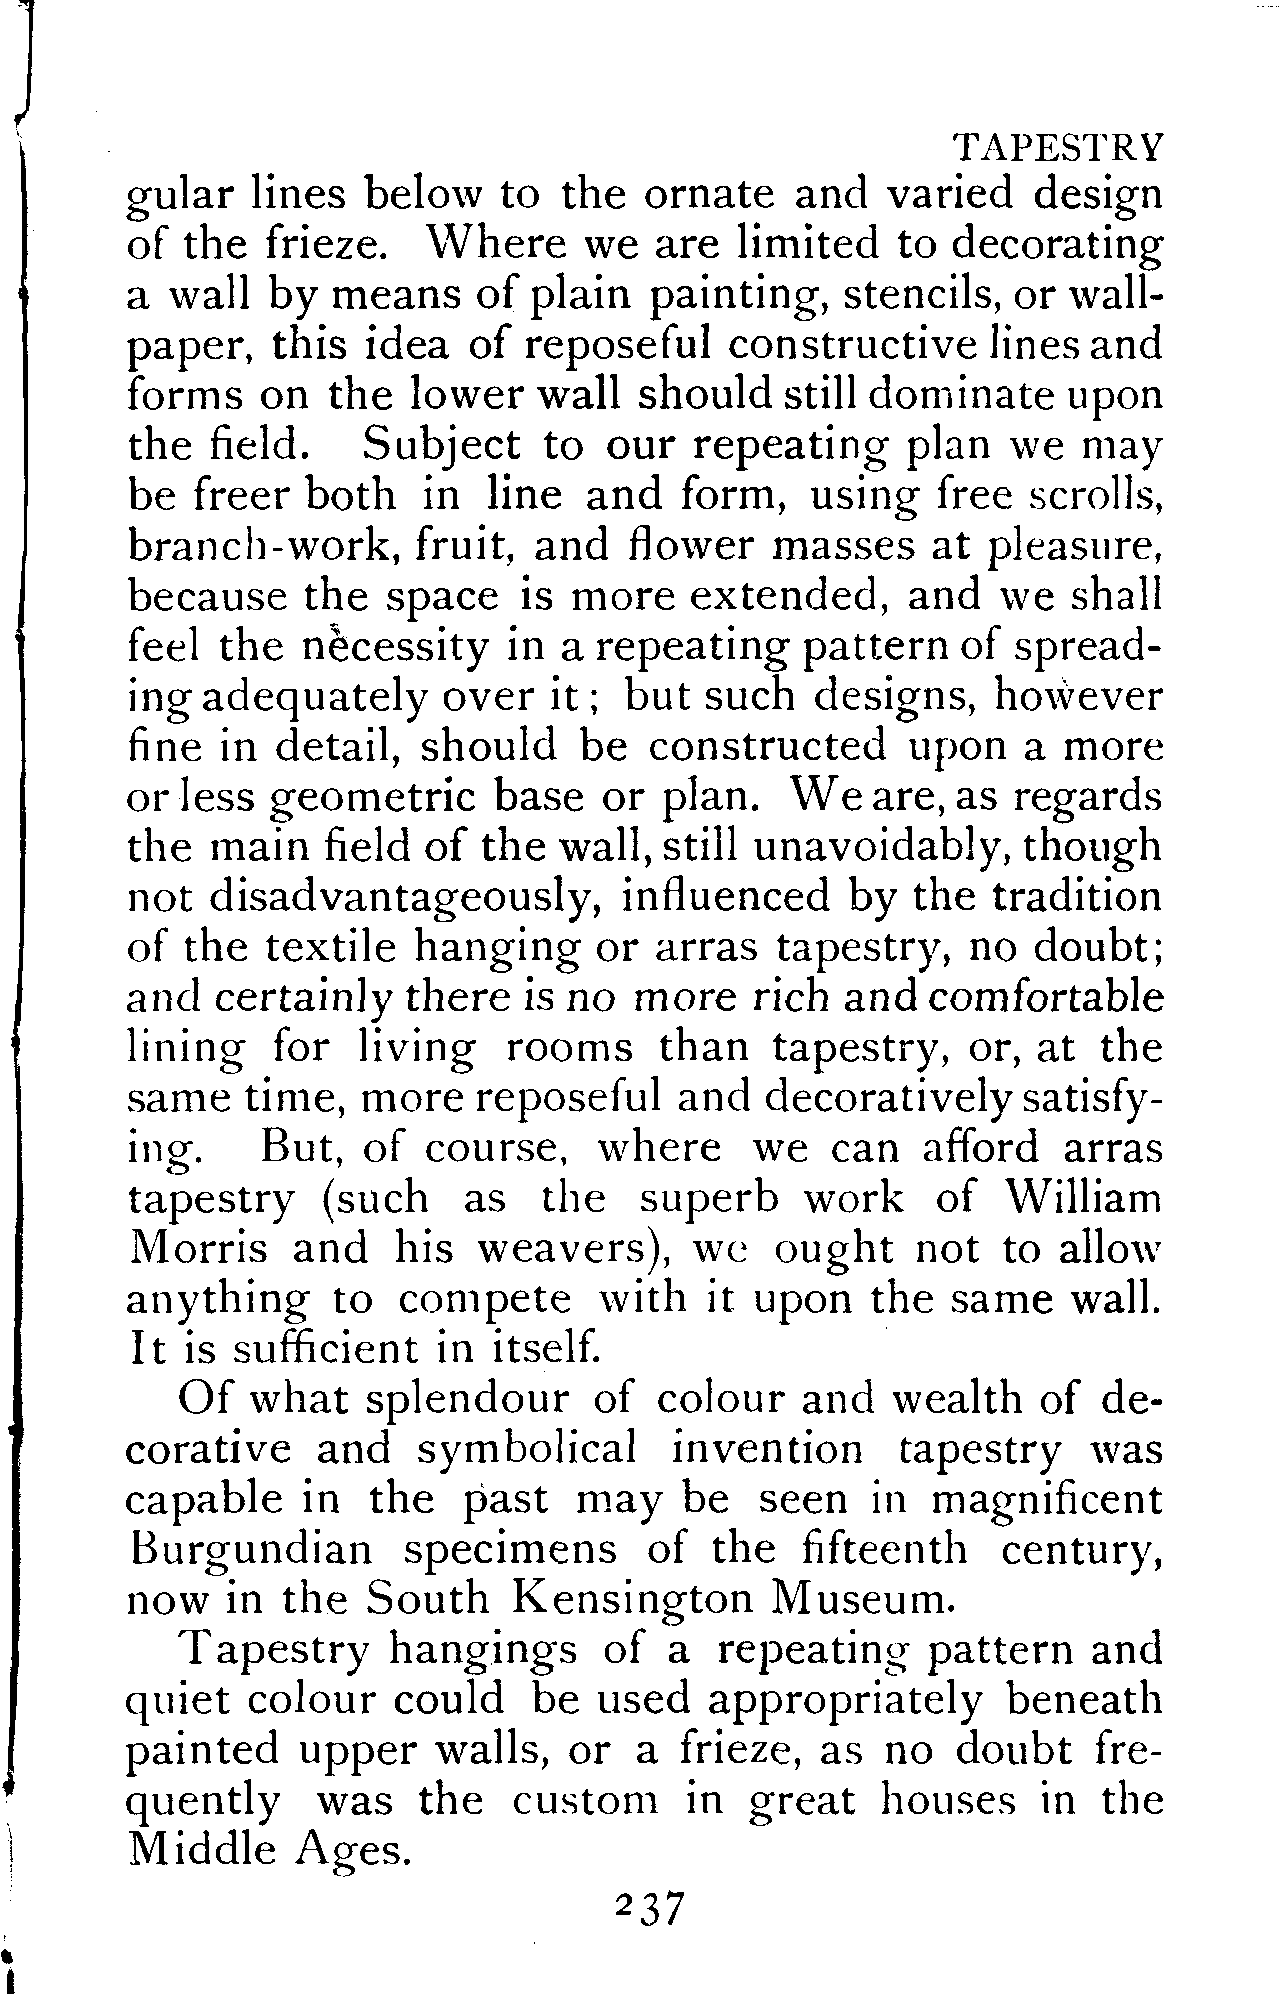 TAPESTRY
gular lines below to the ornate and varied design
of the frieze. Where we are limited to decorating
a wall by means of plain painting, stencils, or wall-
paper, this idea of reposeful constructive lines and
forms on the lower wall should still dominate upon
the field. Subject to our repeating plan we may
be freer both in line and form, using free scrolls,
branch-work, fruit, and flower masses at pleasure,
because the space is more extended, and we shall
feel the necessity in a repeating pattern of spread-
ing adequately over it; but such designs, however
fine in detail, should be constructed upon a more
or less geometric base or plan. We are, as regards
the main field of the wall, still unavoidably, though
not disadvantageously, influenced by the tradition
of the textile hanging or arras tapestry, no doubt;
and certainly there is no more rich and comfortable
lining for living rooms than tapestry, or, at the
same time, more reposeful and decoratively satisfy-
ing. But, of course, where we can afford arras
tapestry (such as the superb work of William
Morris and his weavers), we ought not to allow
anything to compete with it upon the same wall.
It is sufficient in itself.
Of what splendour of colour and wealth of de-
corative and symbolical invention tapestry was
capable in the past may be seen in magnificent
Burgundian specimens of the fifteenth century,
now in the South Kensington Museum.
Tapestry hangings of a repeating pattern and
quiet colour could be used appropriately beneath
painted upper walls, or a frieze, as no doubt fre-
quently was the custom in great houses in the
Middle Ages.
237